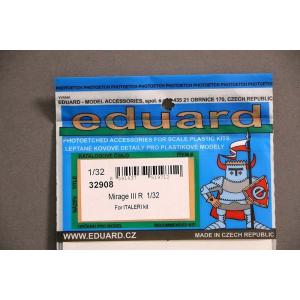 EDUARD - MODEL ACCESSORIES, spol. 435 21 OBRNICE 170, CZECH REPUBLIC
eduard
PHOTOETCHED ACCESSORIES FOR SCALE PLASTIC KITS
LEPTANÉ KOVOVÉ DETAILY PRO PLASTIKOVÉ MODELY
KATALOGOVÉ ČÍSLO
1/32
32908
Mirage III R 1/32
For ITALERI kit
WWW.EDUARD.CZ
MADE IN CZECH REPUBLIC